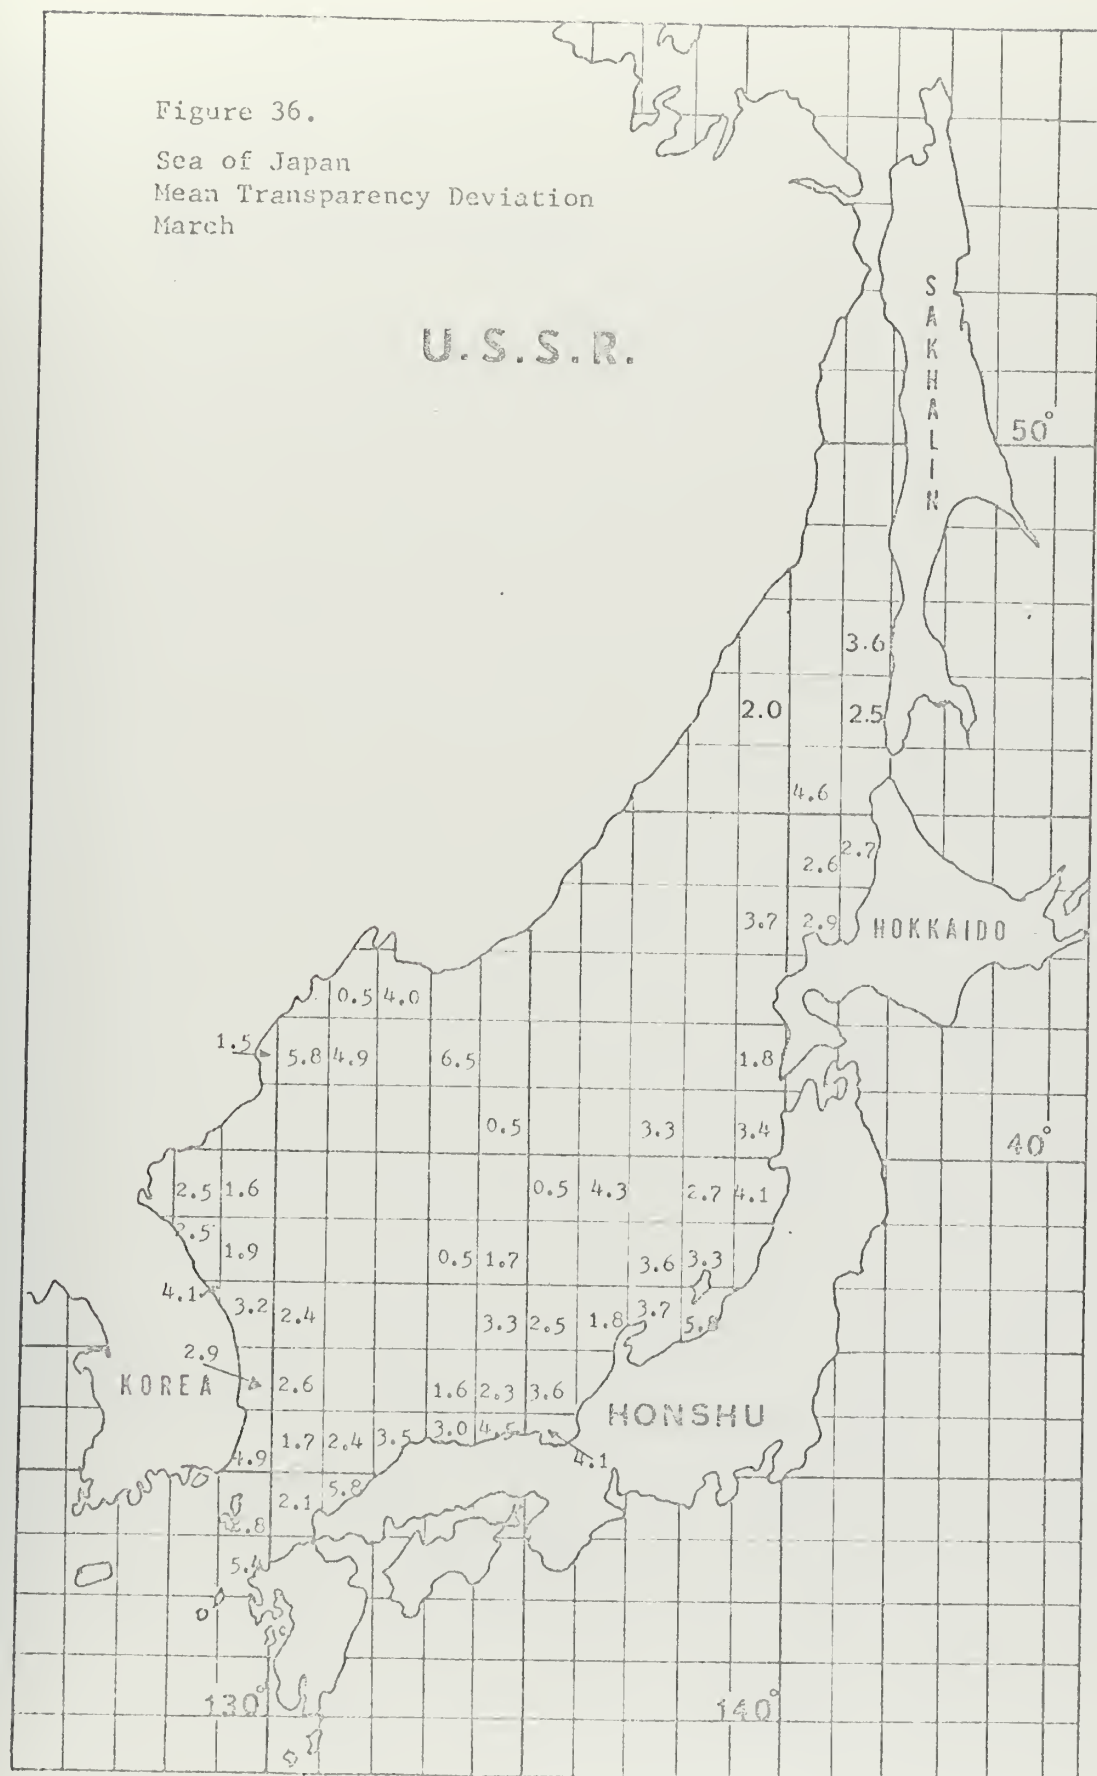 Figure 36.
Sea of Japan
Mean Transparency Deviation
March
U.S.S.R.
SAKHALIN
50°
3.6
2.0 2.5
4.6
2.6 2.7
3.7 2.9 HOKKAIDO
0.5 4.0
1.5 5.8 4.9 6.5 1.8
0.5 3.3 3.4 40°
2.5 1.6 0.5 4.3 2.7 4.1
2.5 1.9 0.5 1.7 3.6 3.3
4.1 3.2 2.4 3.3 2.5 1.8 3.7 5.8
2.9
KOREA 2.6 1.6 2.3 3.6 HONSHU
4.9 1.7 2.4 3.5 3.0 4.5 4.1
2.1 5.8
2.8
5.4
130° 140°